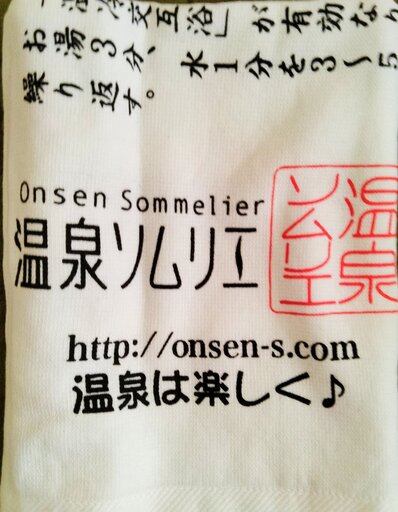 「温冷交互浴」が有効なり
お湯3分、水1分を3〜5
繰り返す。
Onsen Sommelier
温泉ソムリエ
温泉
ソムリエ
http://onsen-s.com
温泉は楽しく♪